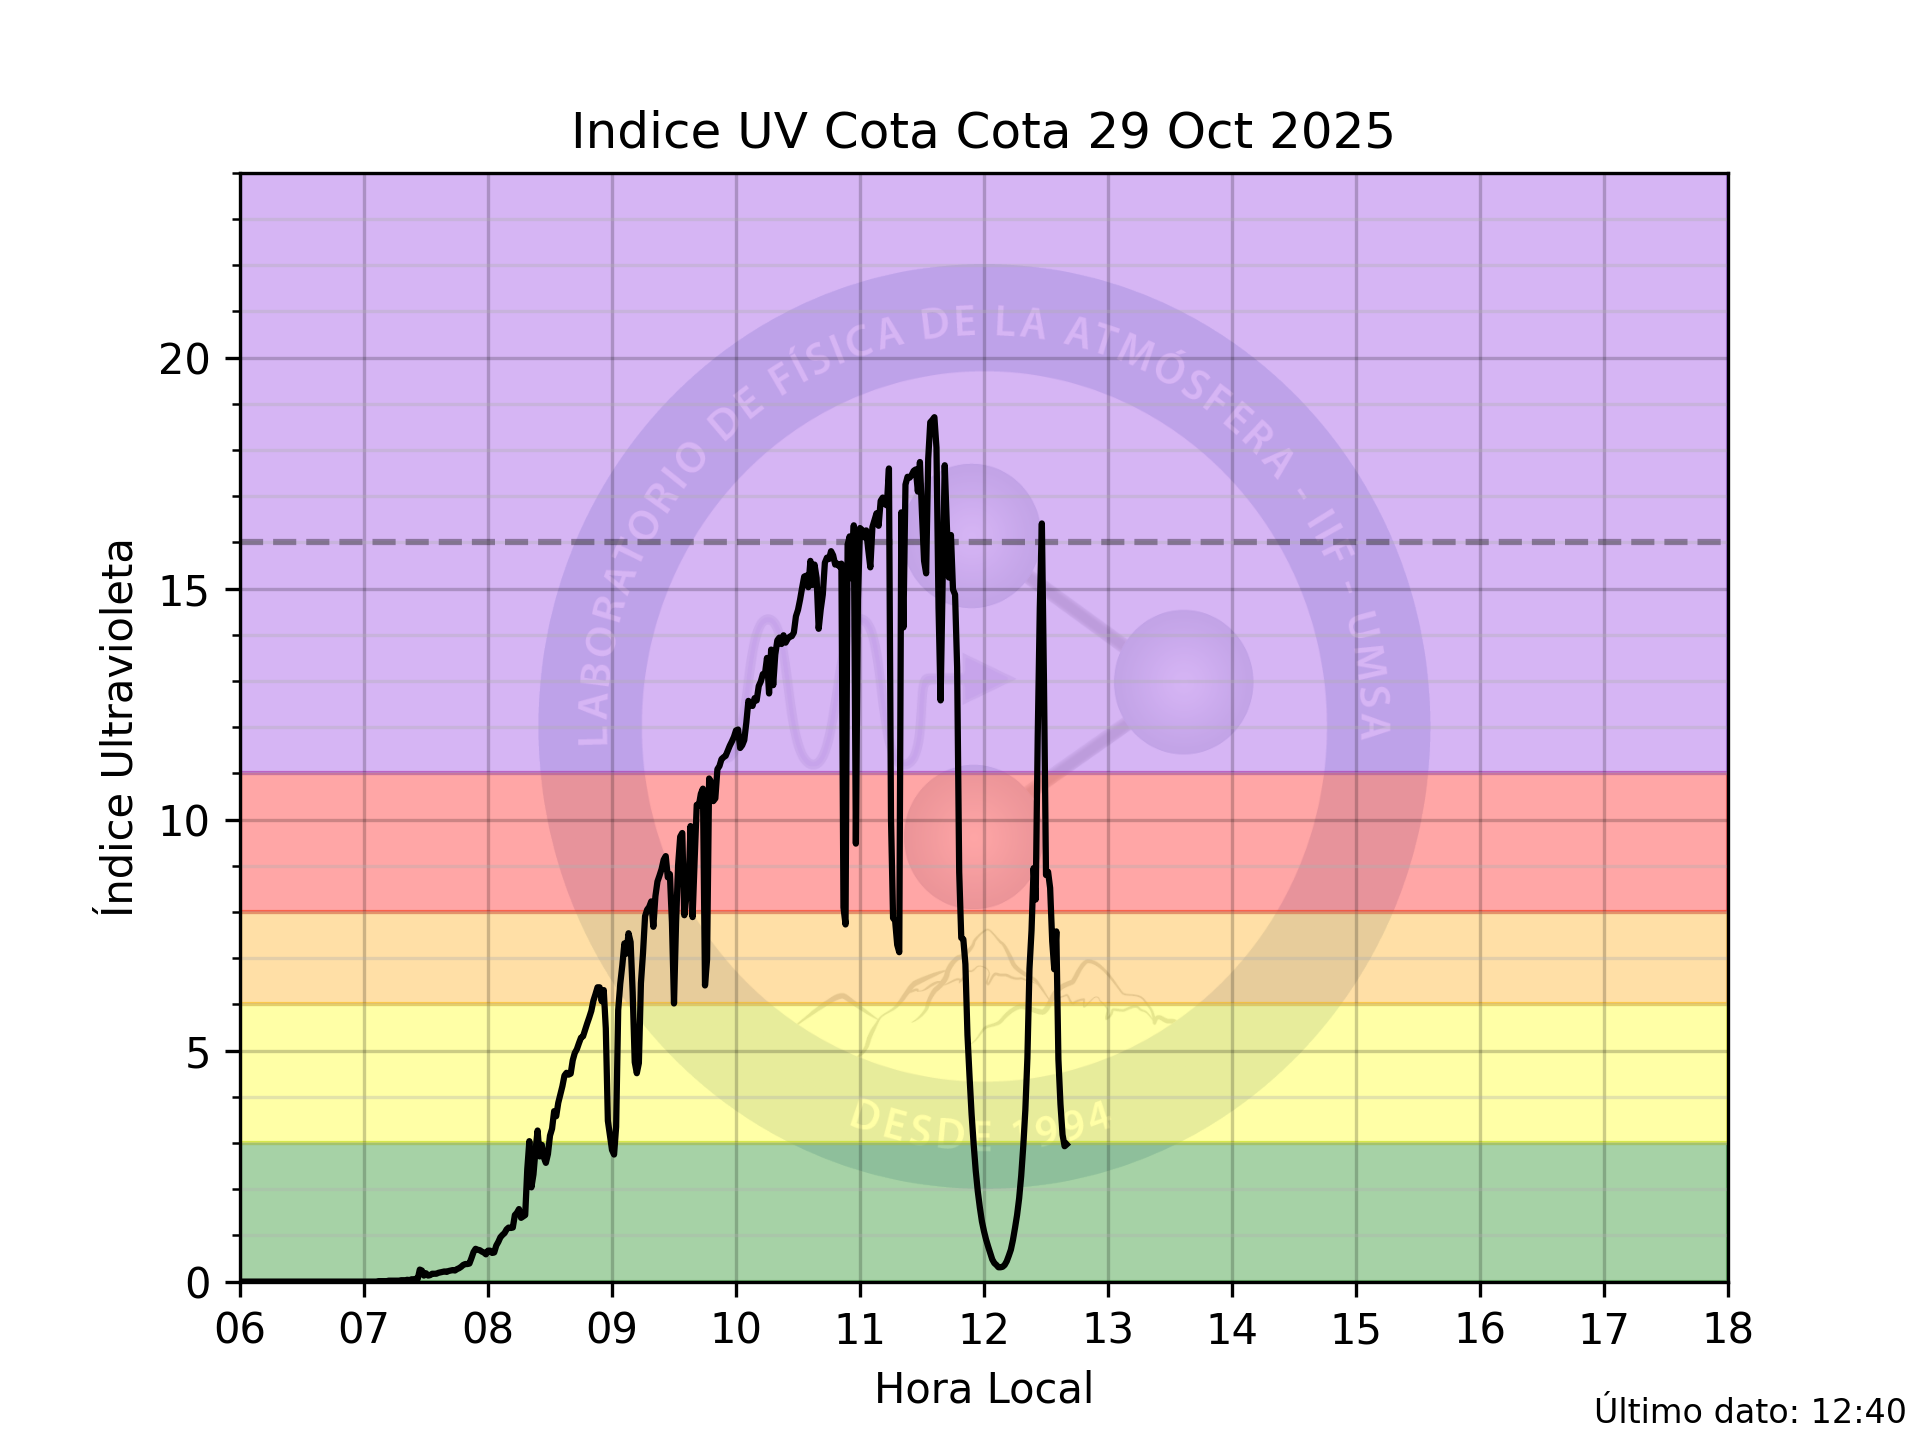 Indice UV Cota Cota 29 Oct 2025
LABORATORIO DE FÍSICA DE LA ATMÓSFERA - IIF - UMSA
DESDE 1994
Índice Ultravioleta
20
15
10
5
0
06 07 08 09 10 11 12 13 14 15 16 17 18
Hora Local
Último dato: 12:40